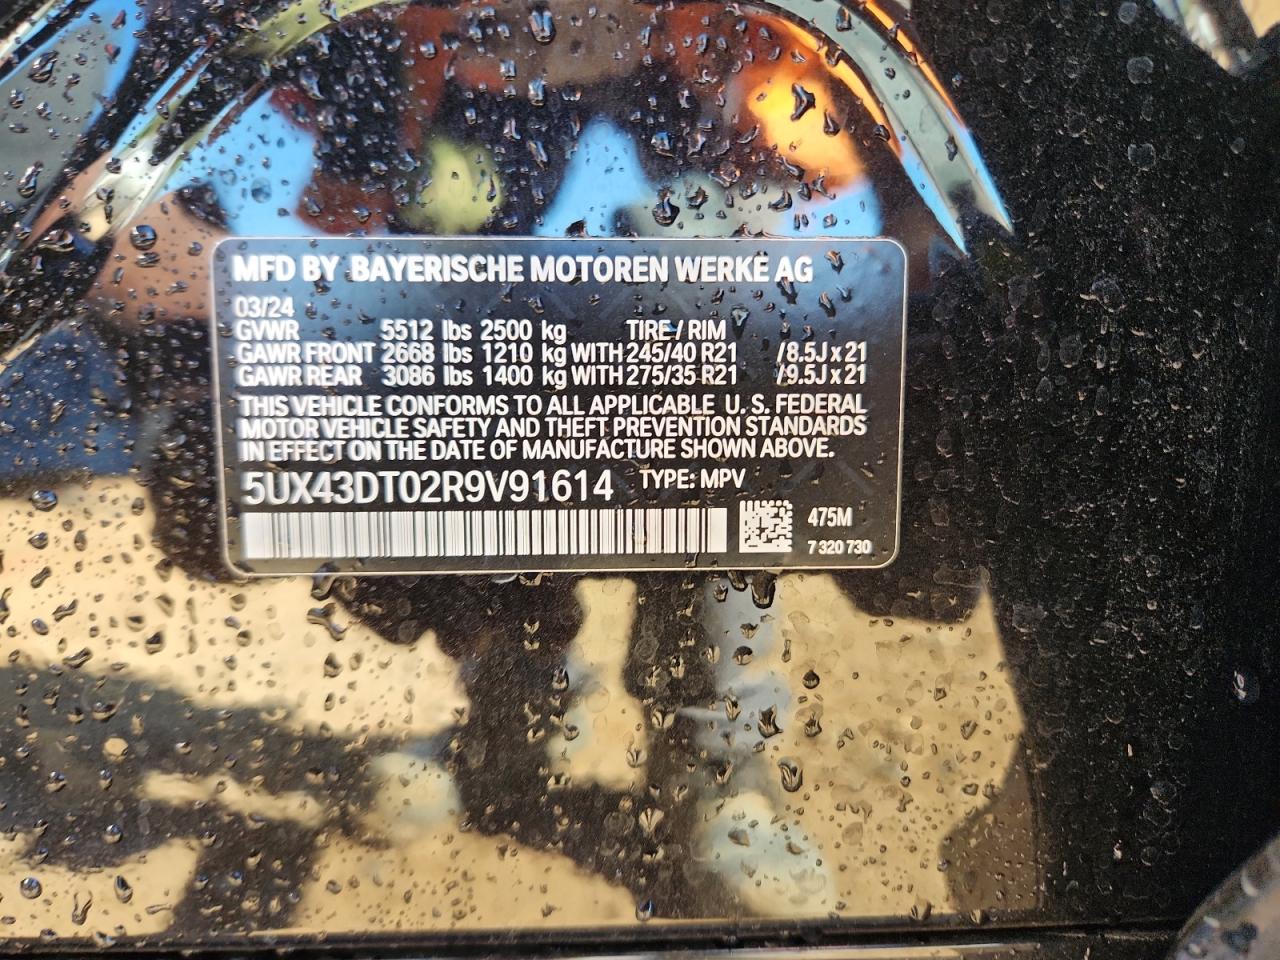 MFD BY BAYERISCHE MOTOREN WERKE AG
03/24
GVWR 5512 lbs 2500 kg TIRE / RIM
GAWR FRONT 2668 lbs 1210 kg WITH 245/40 R21 /8.5J x 21
GAWR REAR 3086 lbs 1400 kg WITH 275/35 R21 /9.5J x 21
THIS VEHICLE CONFORMS TO ALL APPLICABLE U. S. FEDERAL
MOTOR VEHICLE SAFETY AND THEFT PREVENTION STANDARDS
IN EFFECT ON THE DATE OF MANUFACTURE SHOWN ABOVE.
5UX43DT02R9V91614 TYPE: MPV
475M
7 320 730